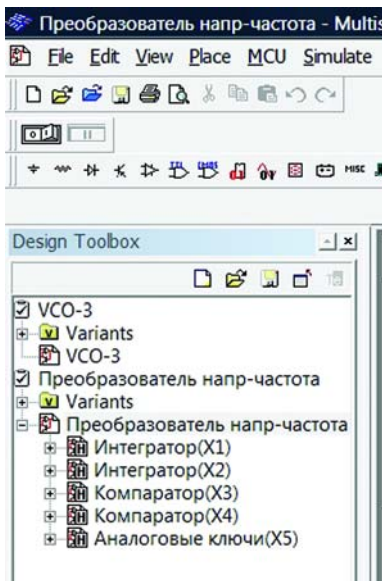 Преобразователь напр-частота - Multis
File Edit View Place MCU Simulate
MISC
Design Toolbox
VCO-3
Variants
VCO-3
Преобразователь напр-частота
Variants
Преобразователь напр-частота
Интегратор(X1)
Интегратор(X2)
Компаратор(X3)
Компаратор(X4)
Аналоговые ключи(X5)